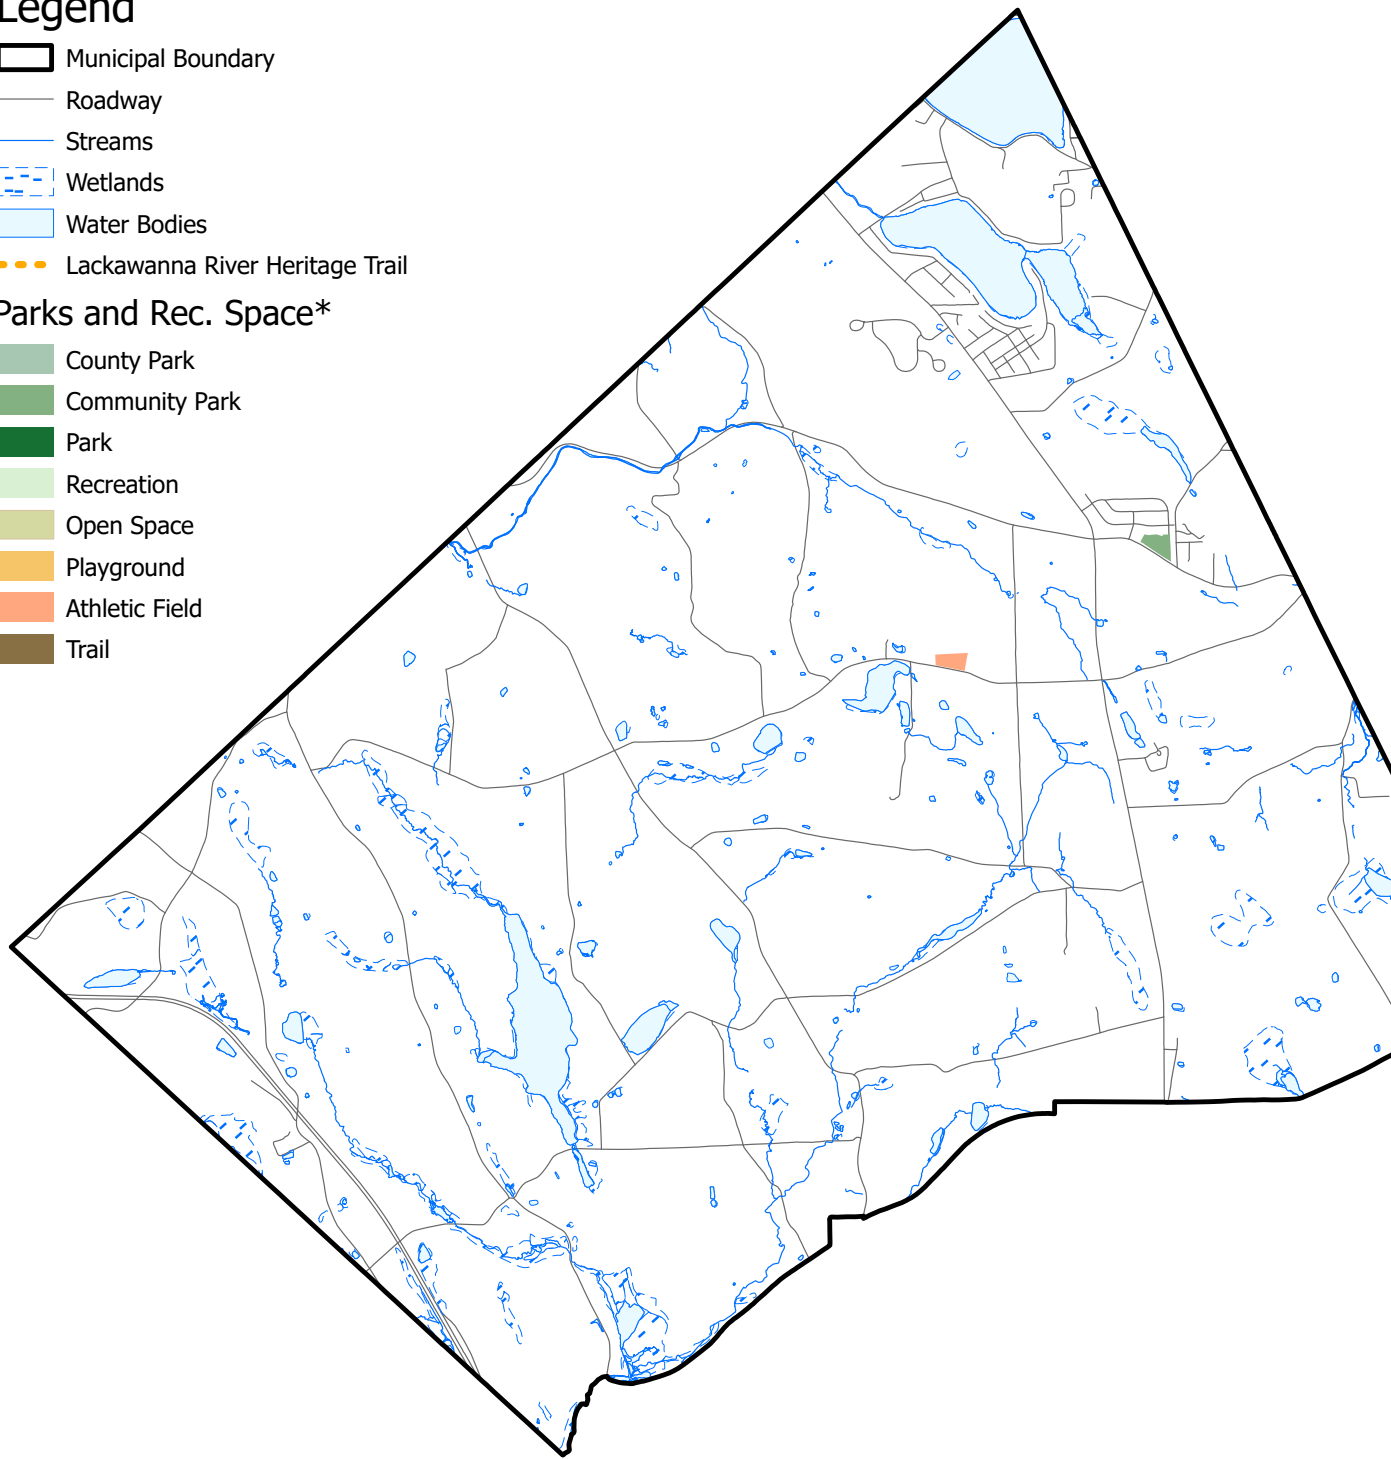 Legend
Municipal Boundary
Roadway
Streams
Wetlands
Water Bodies
Lackawanna River Heritage Trail
Parks and Rec. Space*
County Park
Community Park
Park
Recreation
Open Space
Playground
Athletic Field
Trail